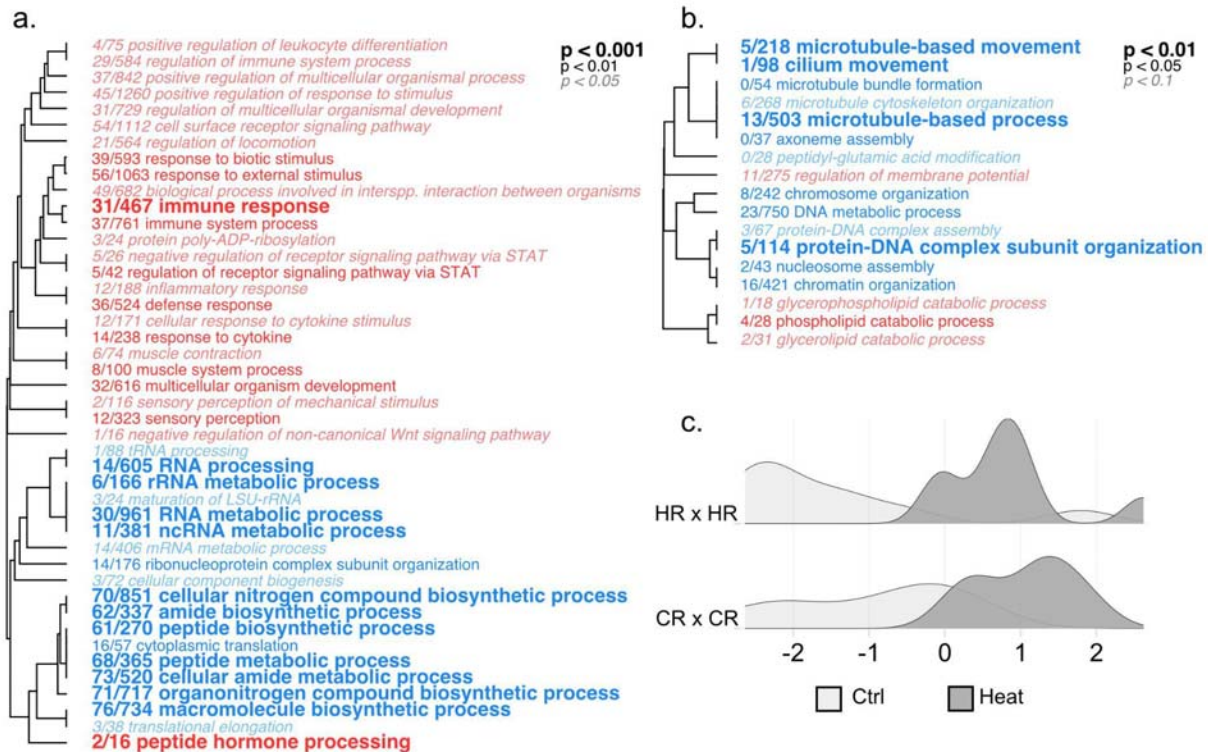 a.
4/75 positive regulation of leukocyte differentiation
29/584 regulation of immune system process
37/842 positive regulation of multicellular organismal process
45/1260 positive regulation of response to stimulus
31/729 regulation of multicellular organismal development
54/1112 cell surface receptor signaling pathway
21/564 regulation of locomotion
39/593 response to biotic stimulus
56/1063 response to external stimulus
49/682 biological process involved in interspp. interaction between organisms
31/467 immune response
37/761 immune system process
3/24 protein poly-ADP-ribosylation
5/26 negative regulation of receptor signaling pathway via STAT
5/42 regulation of receptor signaling pathway via STAT
12/188 inflammatory response
36/524 defense response
12/171 cellular response to cytokine stimulus
14/238 response to cytokine
6/74 muscle contraction
8/100 muscle system process
32/616 multicellular organism development
2/116 sensory perception of mechanical stimulus
12/323 sensory perception
1/16 negative regulation of non-canonical Wnt signaling pathway
1/88 tRNA processing
14/605 RNA processing
6/166 rRNA metabolic process
3/24 maturation of LSU-rRNA
30/961 RNA metabolic process
11/381 ncRNA metabolic process
14/406 mRNA metabolic process
14/176 ribonucleoprotein complex subunit organization
3/72 cellular component biogenesis
70/851 cellular nitrogen compound biosynthetic process
62/337 amide biosynthetic process
61/270 peptide biosynthetic process
16/57 cytoplasmic translation
68/365 peptide metabolic process
73/520 cellular amide metabolic process
71/717 organonitrogen compound biosynthetic process
76/734 macromolecule biosynthetic process
3/38 translational elongation
2/16 peptide hormone processing
p < 0.001
p < 0.01
p < 0.05
b.
5/218 microtubule-based movement
1/98 cilium movement
0/54 microtubule bundle formation
6/268 microtubule cytoskeleton organization
13/503 microtubule-based process
0/37 axoneme assembly
0/28 peptidyl-glutamic acid modification
11/275 regulation of membrane potential
8/242 chromosome organization
23/750 DNA metabolic process
3/67 protein-DNA complex assembly
5/114 protein-DNA complex subunit organization
2/43 nucleosome assembly
16/421 chromatin organization
1/18 glycerophospholipid catabolic process
4/28 phospholipid catabolic process
2/31 glycerolipid catabolic process
p < 0.01
p < 0.05
p < 0.1
c.
HR x HR
CR x CR
-2 -1 0 1 2
Ctrl Heat